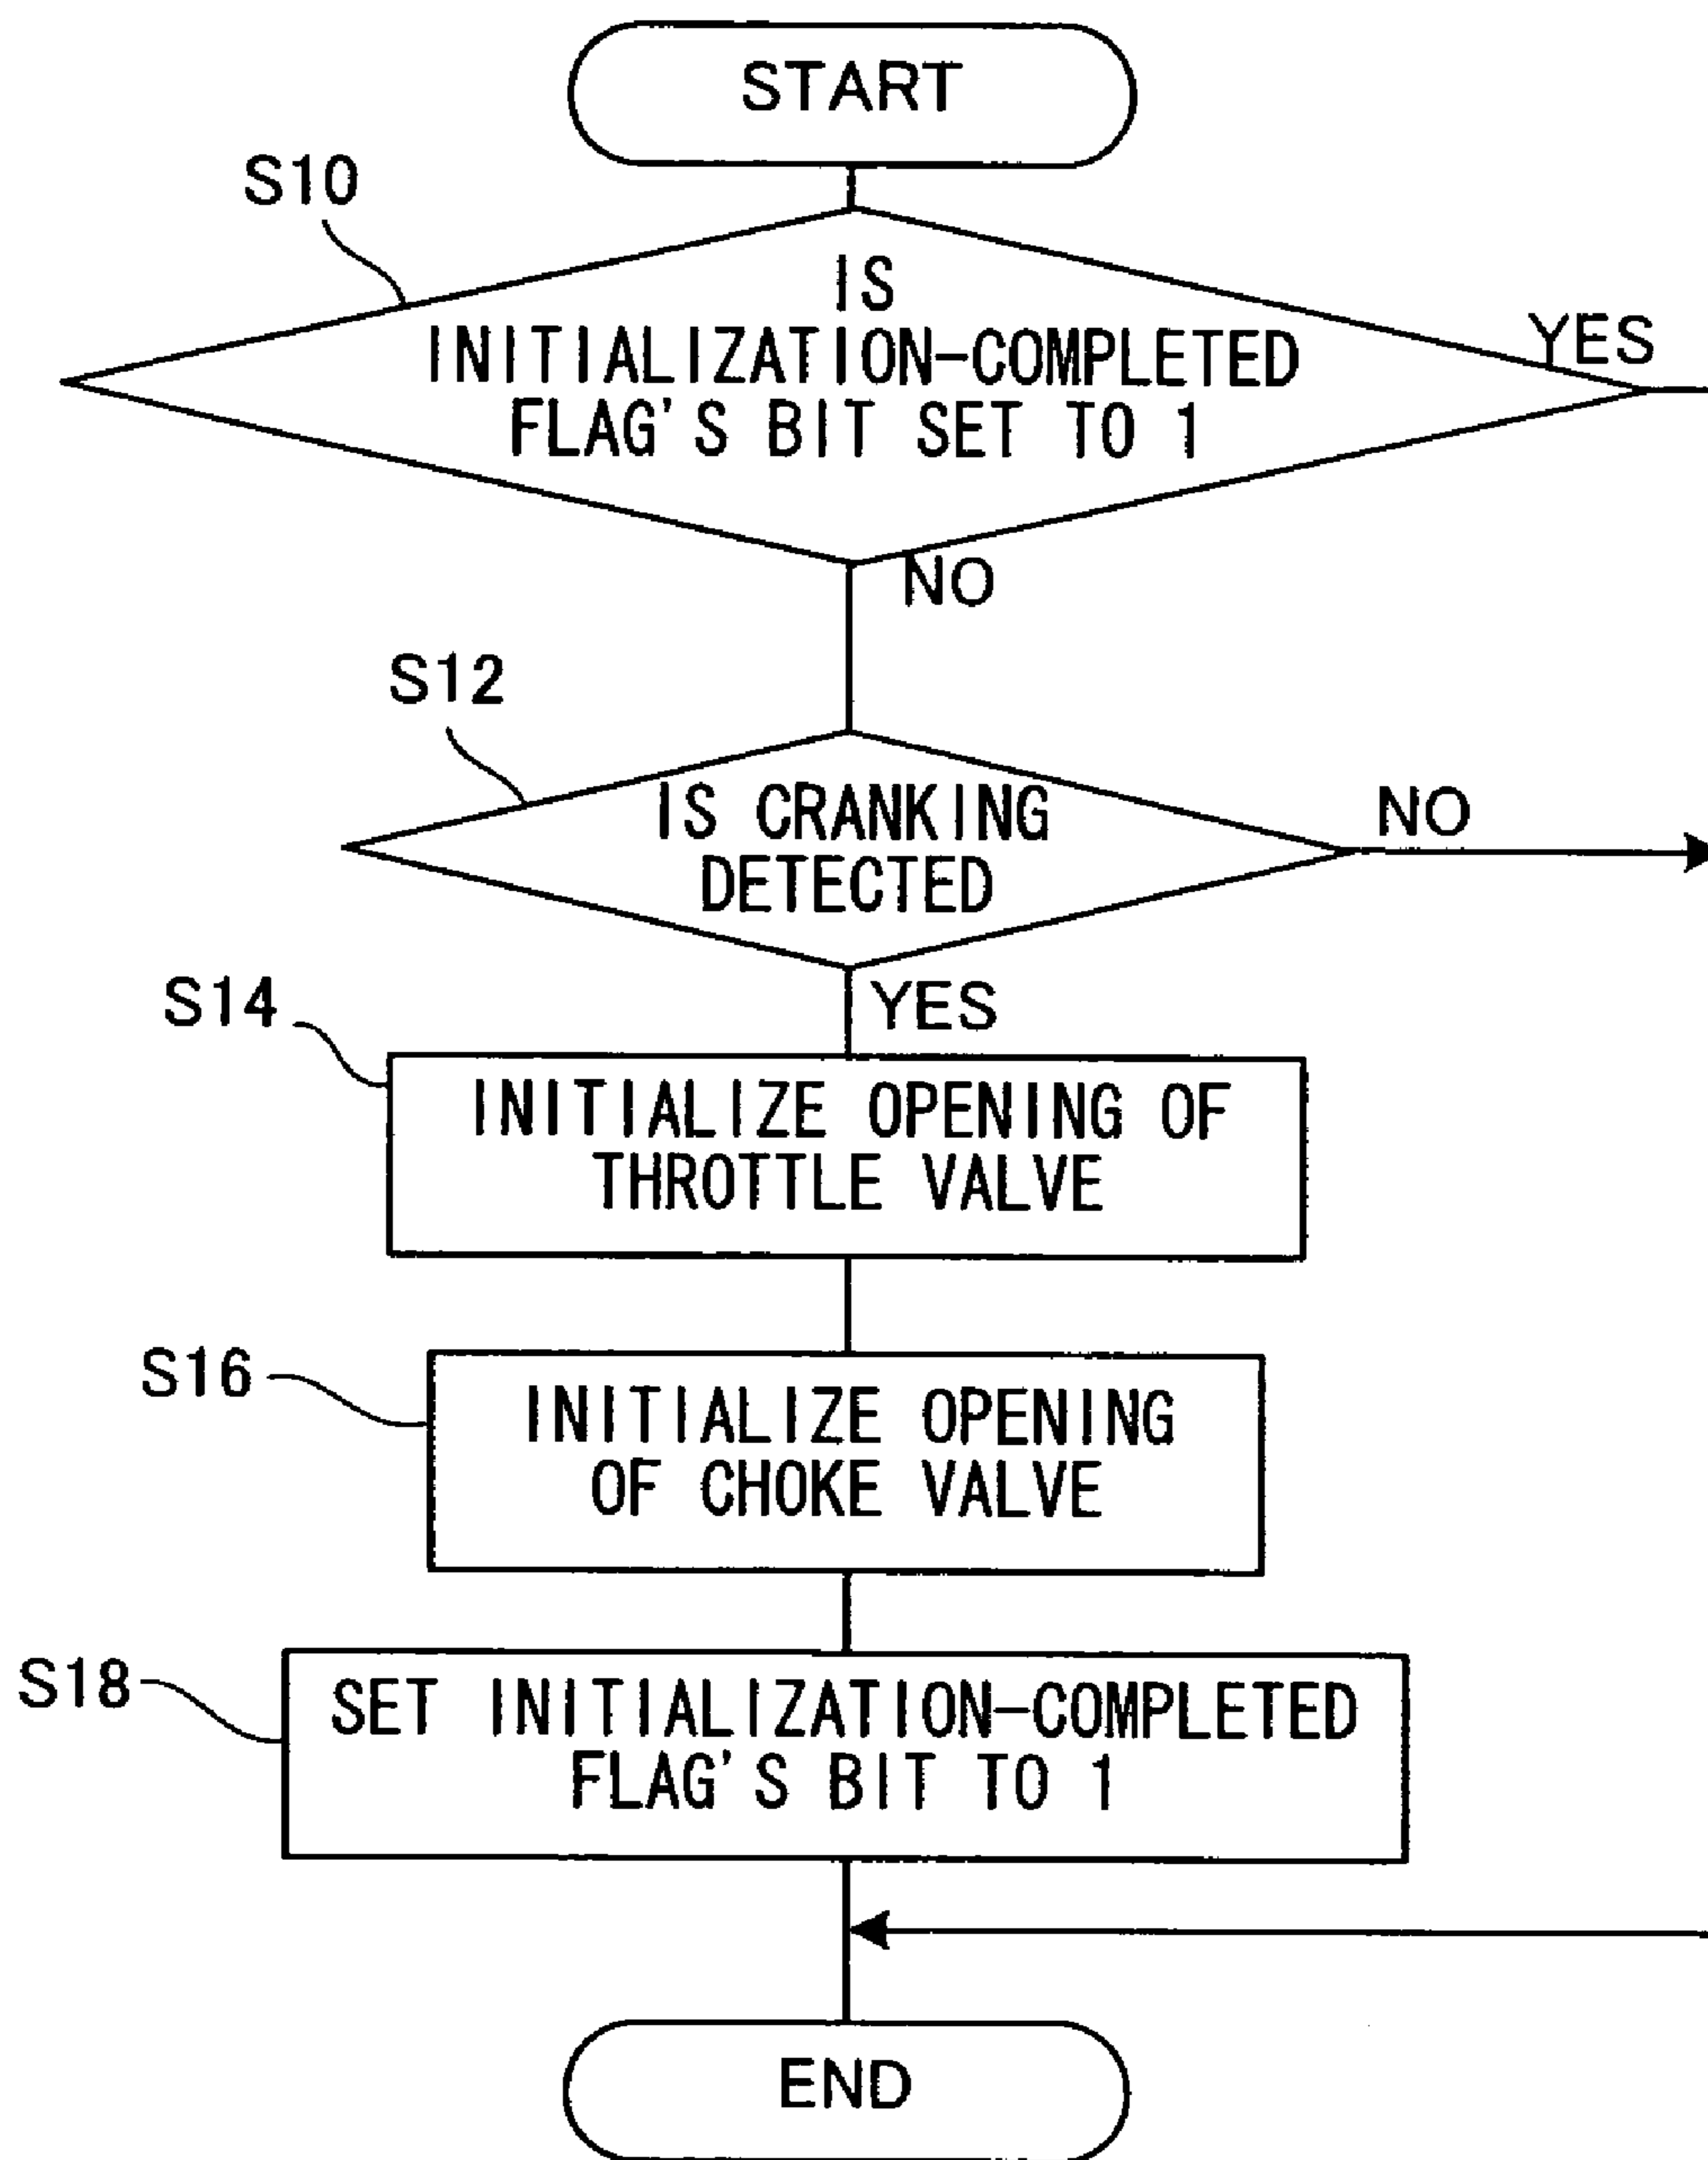 START
S10
IS
INITIALIZATION-COMPLETED
FLAG'S BIT SET TO 1
YES
NO
S12
IS CRANKING
DETECTED
NO
YES
S14
INITIALIZE OPENING OF
THROTTLE VALVE
S16
INITIALIZE OPENING
OF CHOKE VALVE
S18
SET INITIALIZATION-COMPLETED
FLAG'S BIT TO 1
END